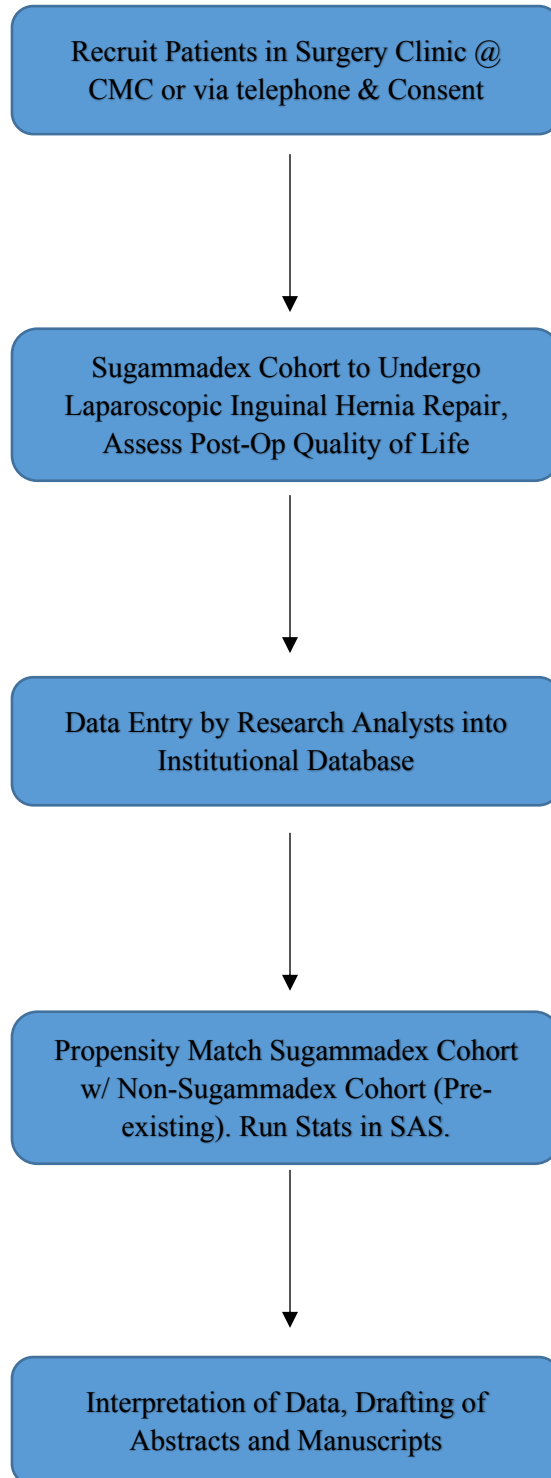 Recruit Patients in Surgery Clinic @
CMC or via telephone & Consent
Sugammadex Cohort to Undergo
Laparoscopic Inguinal Hernia Repair,
Assess Post-Op Quality of Life
Data Entry by Research Analysts into
Institutional Database
Propensity Match Sugammadex Cohort
w/ Non-Sugammadex Cohort (Pre-
existing). Run Stats in SAS.
Interpretation of Data, Drafting of
Abstracts and Manuscripts